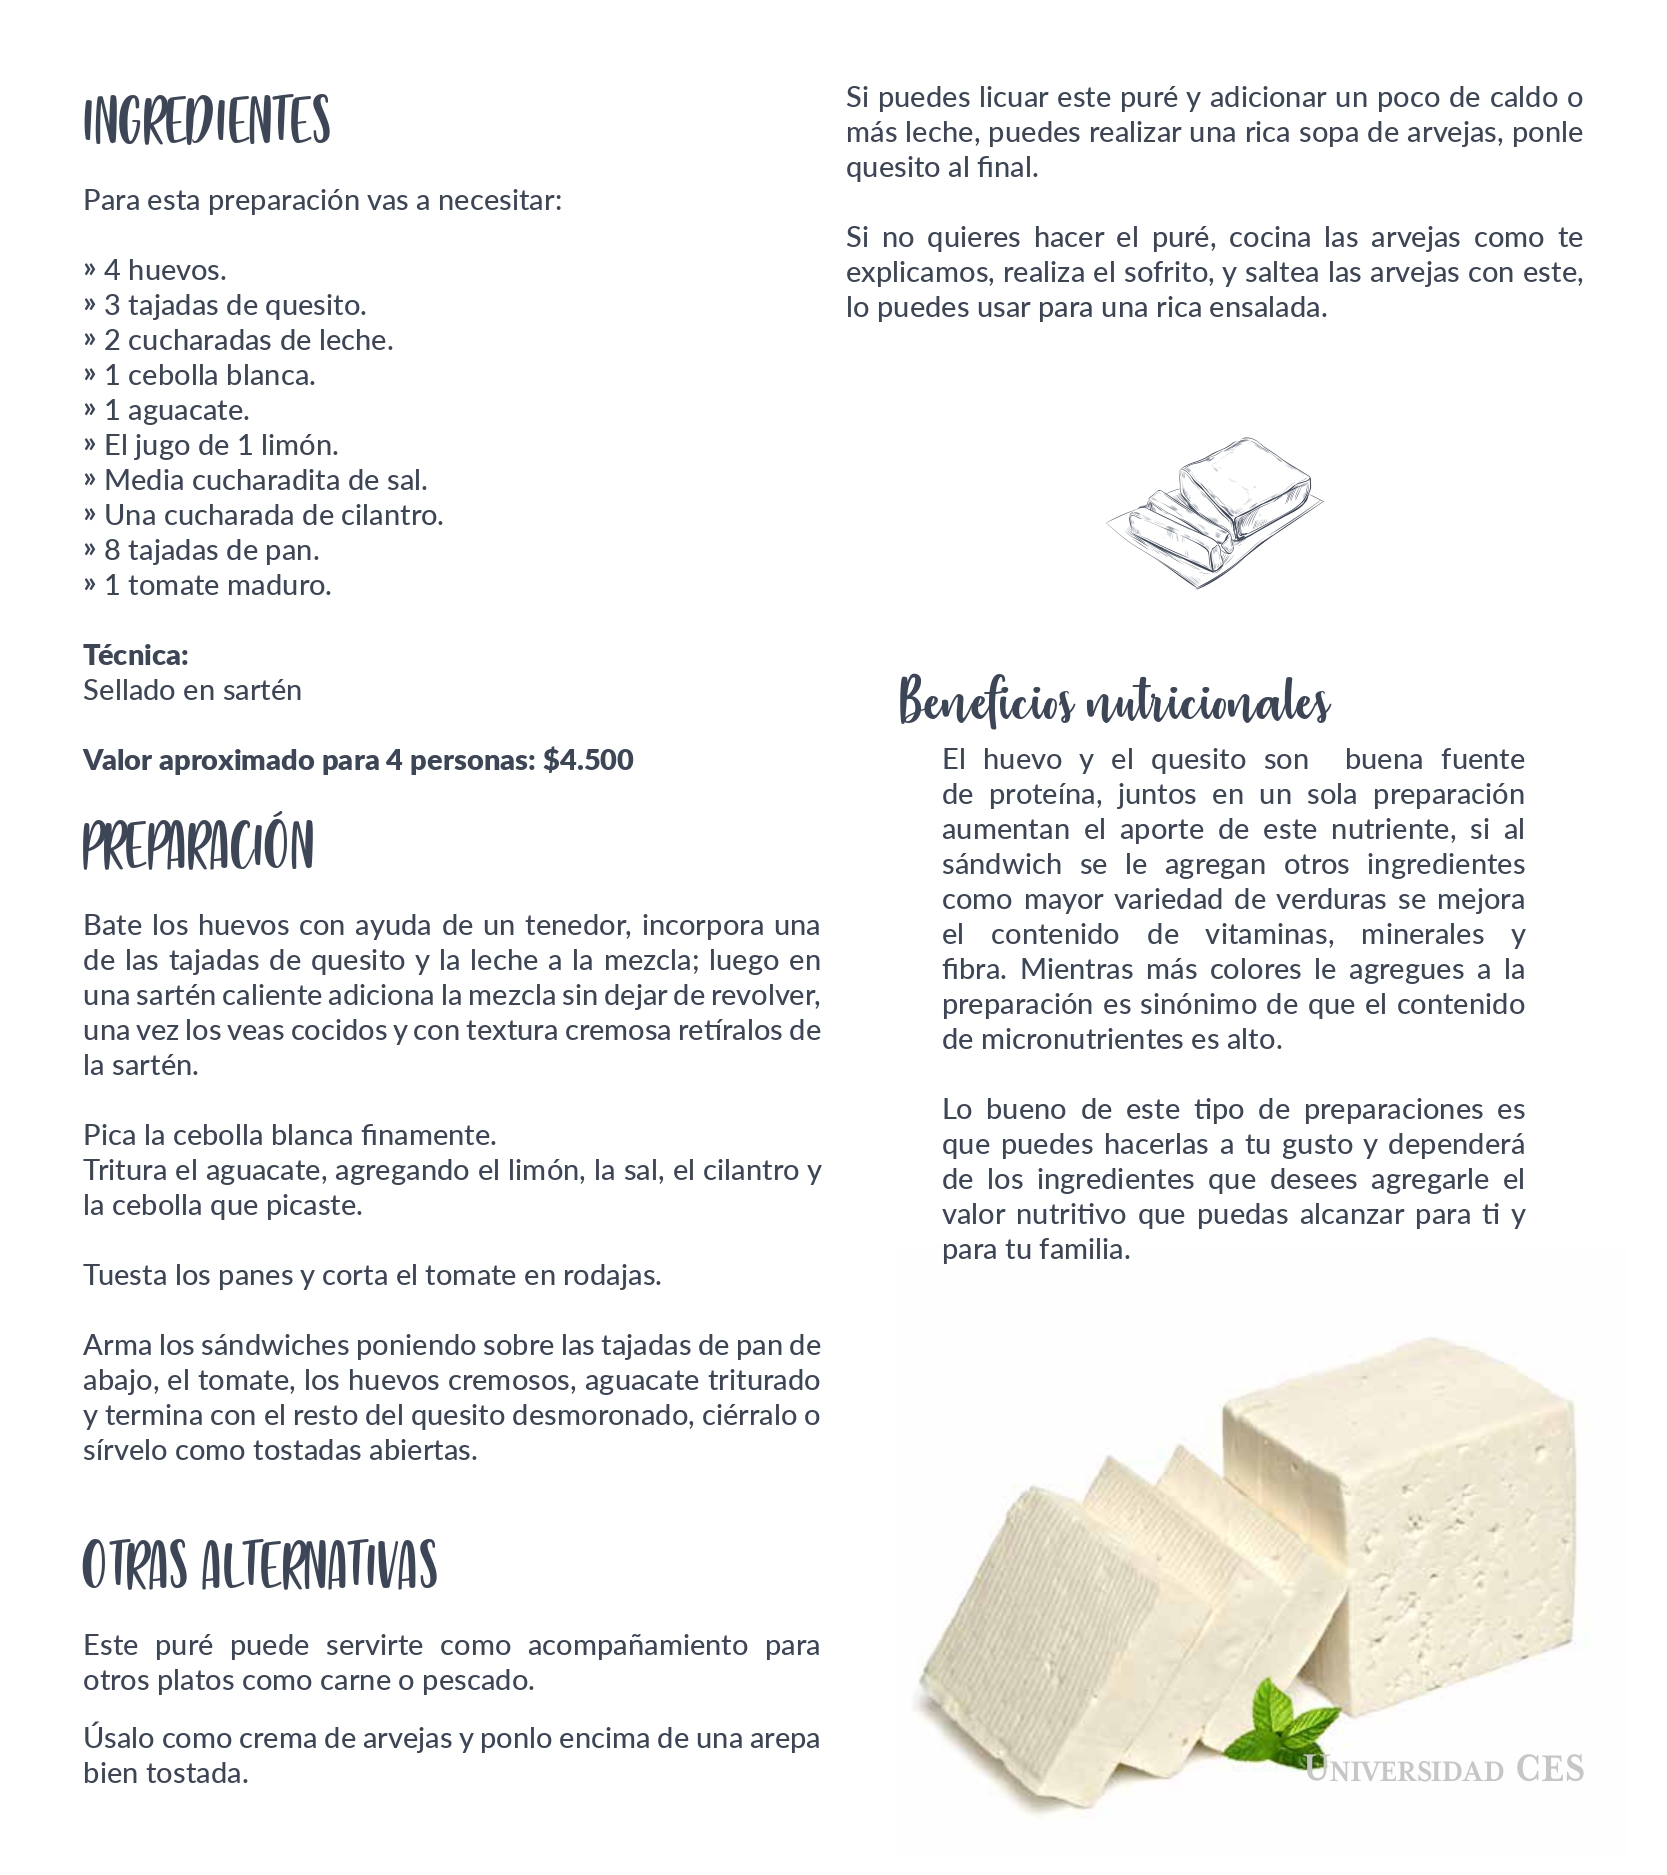 INGREDIENTES
Para esta preparación vas a necesitar:
» 4 huevos.
» 3 tajadas de quesito.
» 2 cucharadas de leche.
» 1 cebolla blanca.
» 1 aguacate.
» El jugo de 1 limón.
» Media cucharadita de sal.
» Una cucharada de cilantro.
» 8 tajadas de pan.
» 1 tomate maduro.
Técnica:
Sellado en sartén
Valor aproximado para 4 personas: $4.500
PREPARACIÓN
Bate los huevos con ayuda de un tenedor, incorpora una
de las tajadas de quesito y la leche a la mezcla; luego en
una sartén caliente adiciona la mezcla sin dejar de revolver,
una vez los veas cocidos y con textura cremosa retíralos de
la sartén.
Pica la cebolla blanca finamente.
Tritura el aguacate, agregando el limón, la sal, el cilantro y
la cebolla que picaste.
Tuesta los panes y corta el tomate en rodajas.
Arma los sándwiches poniendo sobre las tajadas de pan de
abajo, el tomate, los huevos cremosos, aguacate triturado
y termina con el resto del quesito desmoronado, ciérralo o
sírvelo como tostadas abiertas.
OTRAS ALTERNATIVAS
Este puré puede servirte como acompañamiento para
otros platos como carne o pescado.
Úsalo como crema de arvejas y ponlo encima de una arepa
bien tostada.
Si puedes licuar este puré y adicionar un poco de caldo o
más leche, puedes realizar una rica sopa de arvejas, ponle
quesito al final.
Si no quieres hacer el puré, cocina las arvejas como te
explicamos, realiza el sofrito, y saltea las arvejas con este,
lo puedes usar para una rica ensalada.
Beneficios nutricionales
El huevo y el quesito son buena fuente
de proteína, juntos en un sola preparación
aumentan el aporte de este nutriente, si al
sándwich se le agregan otros ingredientes
como mayor variedad de verduras se mejora
el contenido de vitaminas, minerales y
fibra. Mientras más colores le agregues a la
preparación es sinónimo de que el contenido
de micronutrientes es alto.
Lo bueno de este tipo de preparaciones es
que puedes hacerlas a tu gusto y dependerá
de los ingredientes que desees agregarle el
valor nutritivo que puedas alcanzar para ti y
para tu familia.
UNIVERSIDAD CES